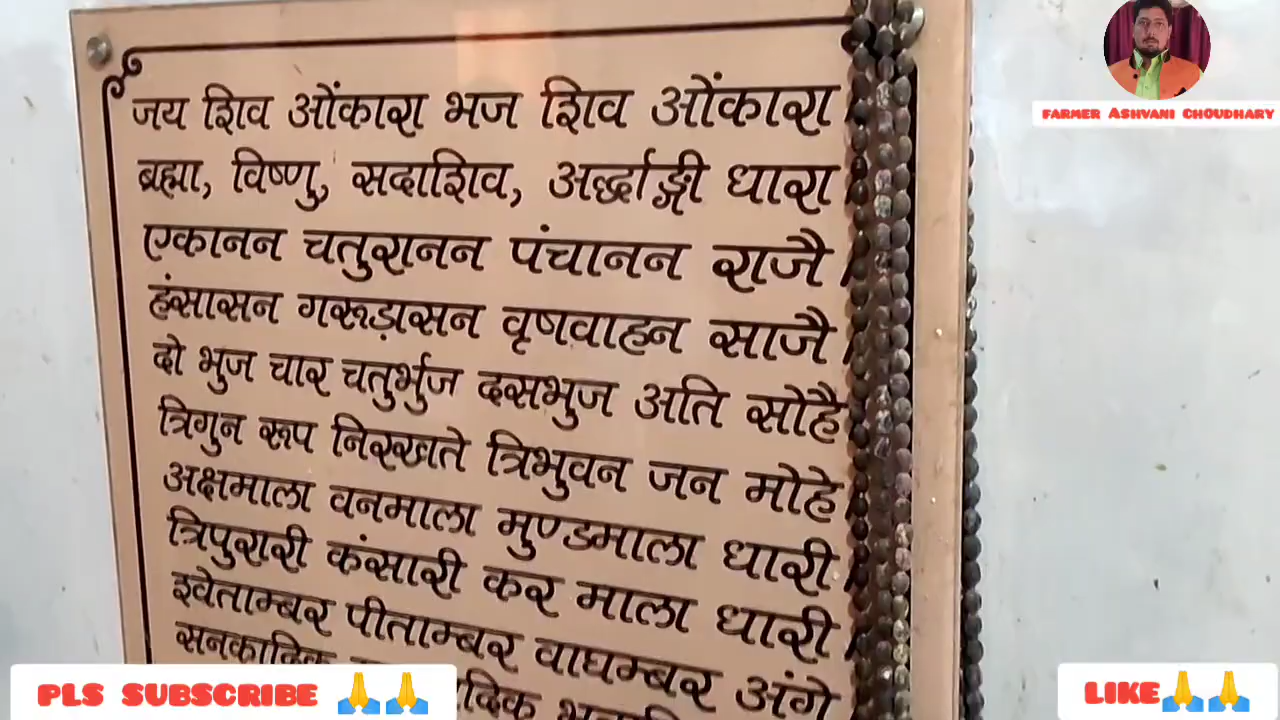 जय शिव ओंकारा भज शिव ओंकारा
ब्रह्मा, विष्णु, सदाशिव, अर्द्धाङ्गी धारा
एकानन चतुरानन पंचानन राजै
हंसासन गरूड़ासन वृषवाहन साजै
दो भुज चार चतुर्भुज दसभुज अति सोहै
त्रिगुन रूप निरखते त्रिभुवन जन मोहे
अक्षमाला वनमाला मुण्डमाला धारी
त्रिपुरारी कंसारी कर माला धारी
श्वेताम्बर पीताम्बर वाघम्बर अंगे
सनकादिक
FARMER ASHVANI CHOUDHARY
PLS SUBSCRIBE 🙏🙏
LIKE🙏🙏